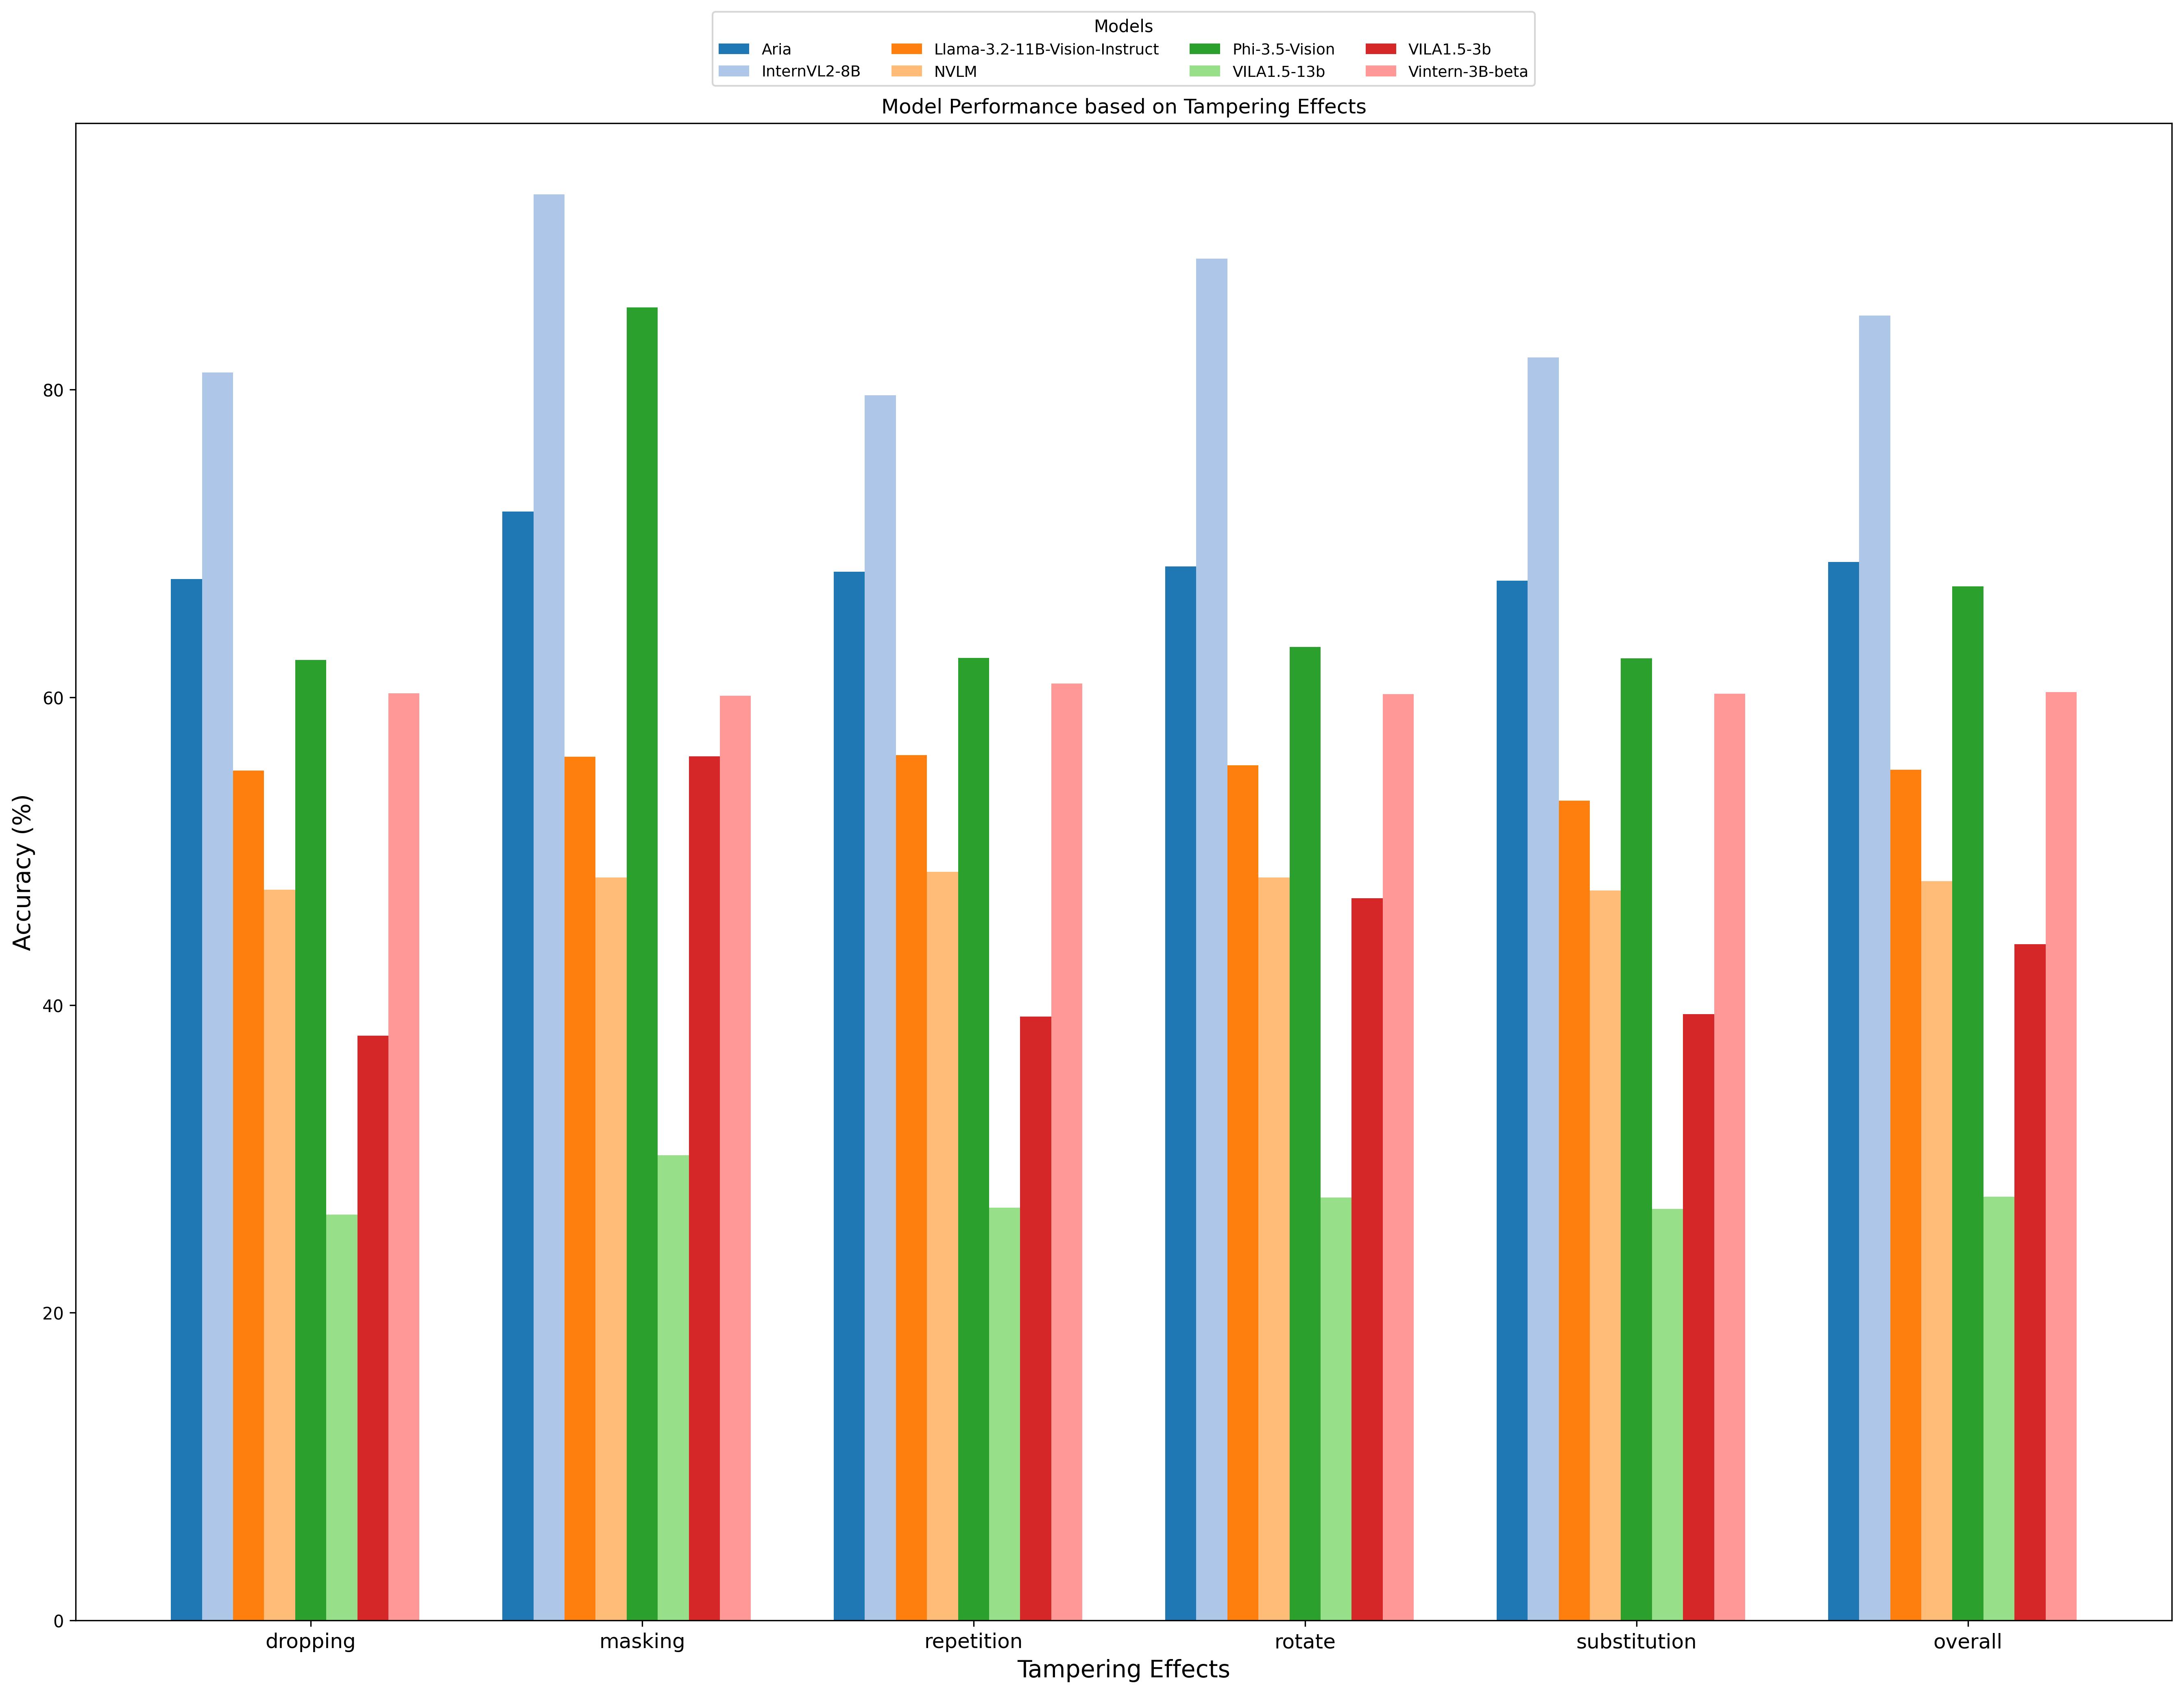 Models
Aria
InternVL2-8B
Llama-3.2-11B-Vision-Instruct
NVLM
Phi-3.5-Vision
VILA1.5-13b
VILA1.5-3b
Vintern-3B-beta
Model Performance based on Tampering Effects
Accuracy (%)
80
60
40
20
0
dropping
masking
repetition
rotate
substitution
overall
Tampering Effects